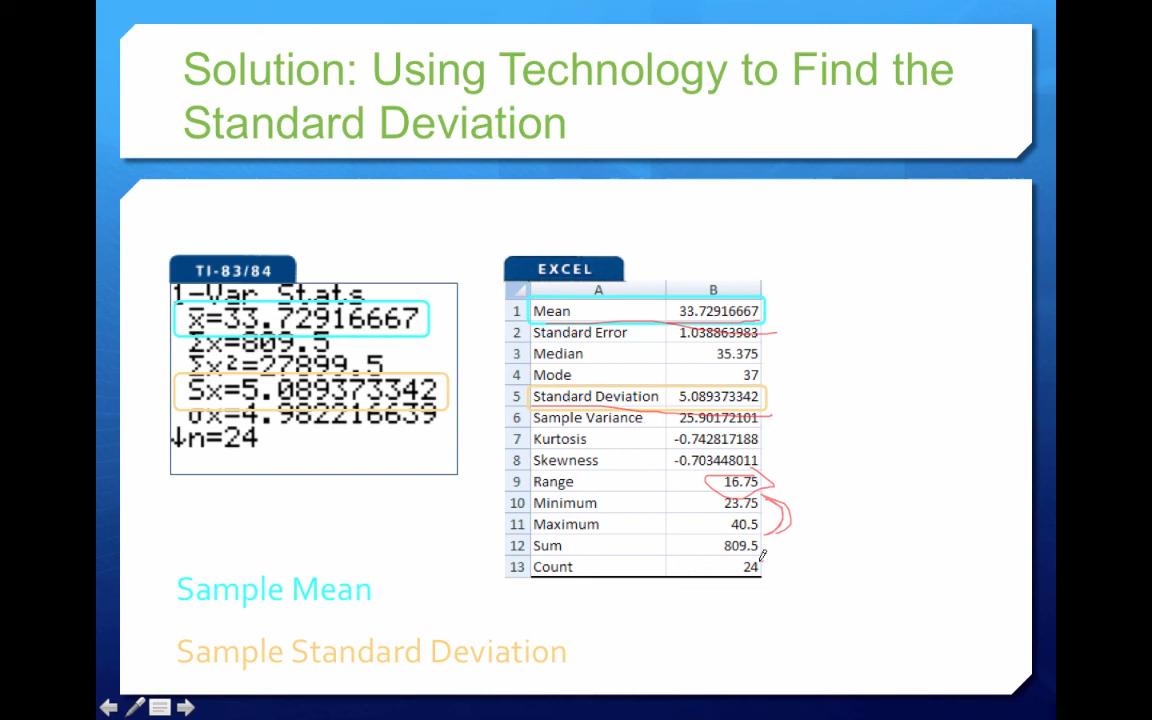 Solution: Using Technology to Find the
Standard Deviation
TI-83/84
1-Var Stats
x̄=33.72916667
Σx=809.5
Σx²=27899.5
Sx=5.089373342
σx=4.982216639
↓n=24
EXCEL
A B
1 Mean 33.72916667
2 Standard Error 1.038863983
3 Median 35.375
4 Mode 37
5 Standard Deviation 5.089373342
6 Sample Variance 25.90172101
7 Kurtosis -0.742817188
8 Skewness -0.703448011
9 Range 16.75
10 Minimum 23.75
11 Maximum 40.5
12 Sum 809.5
13 Count 24
Sample Mean
Sample Standard Deviation